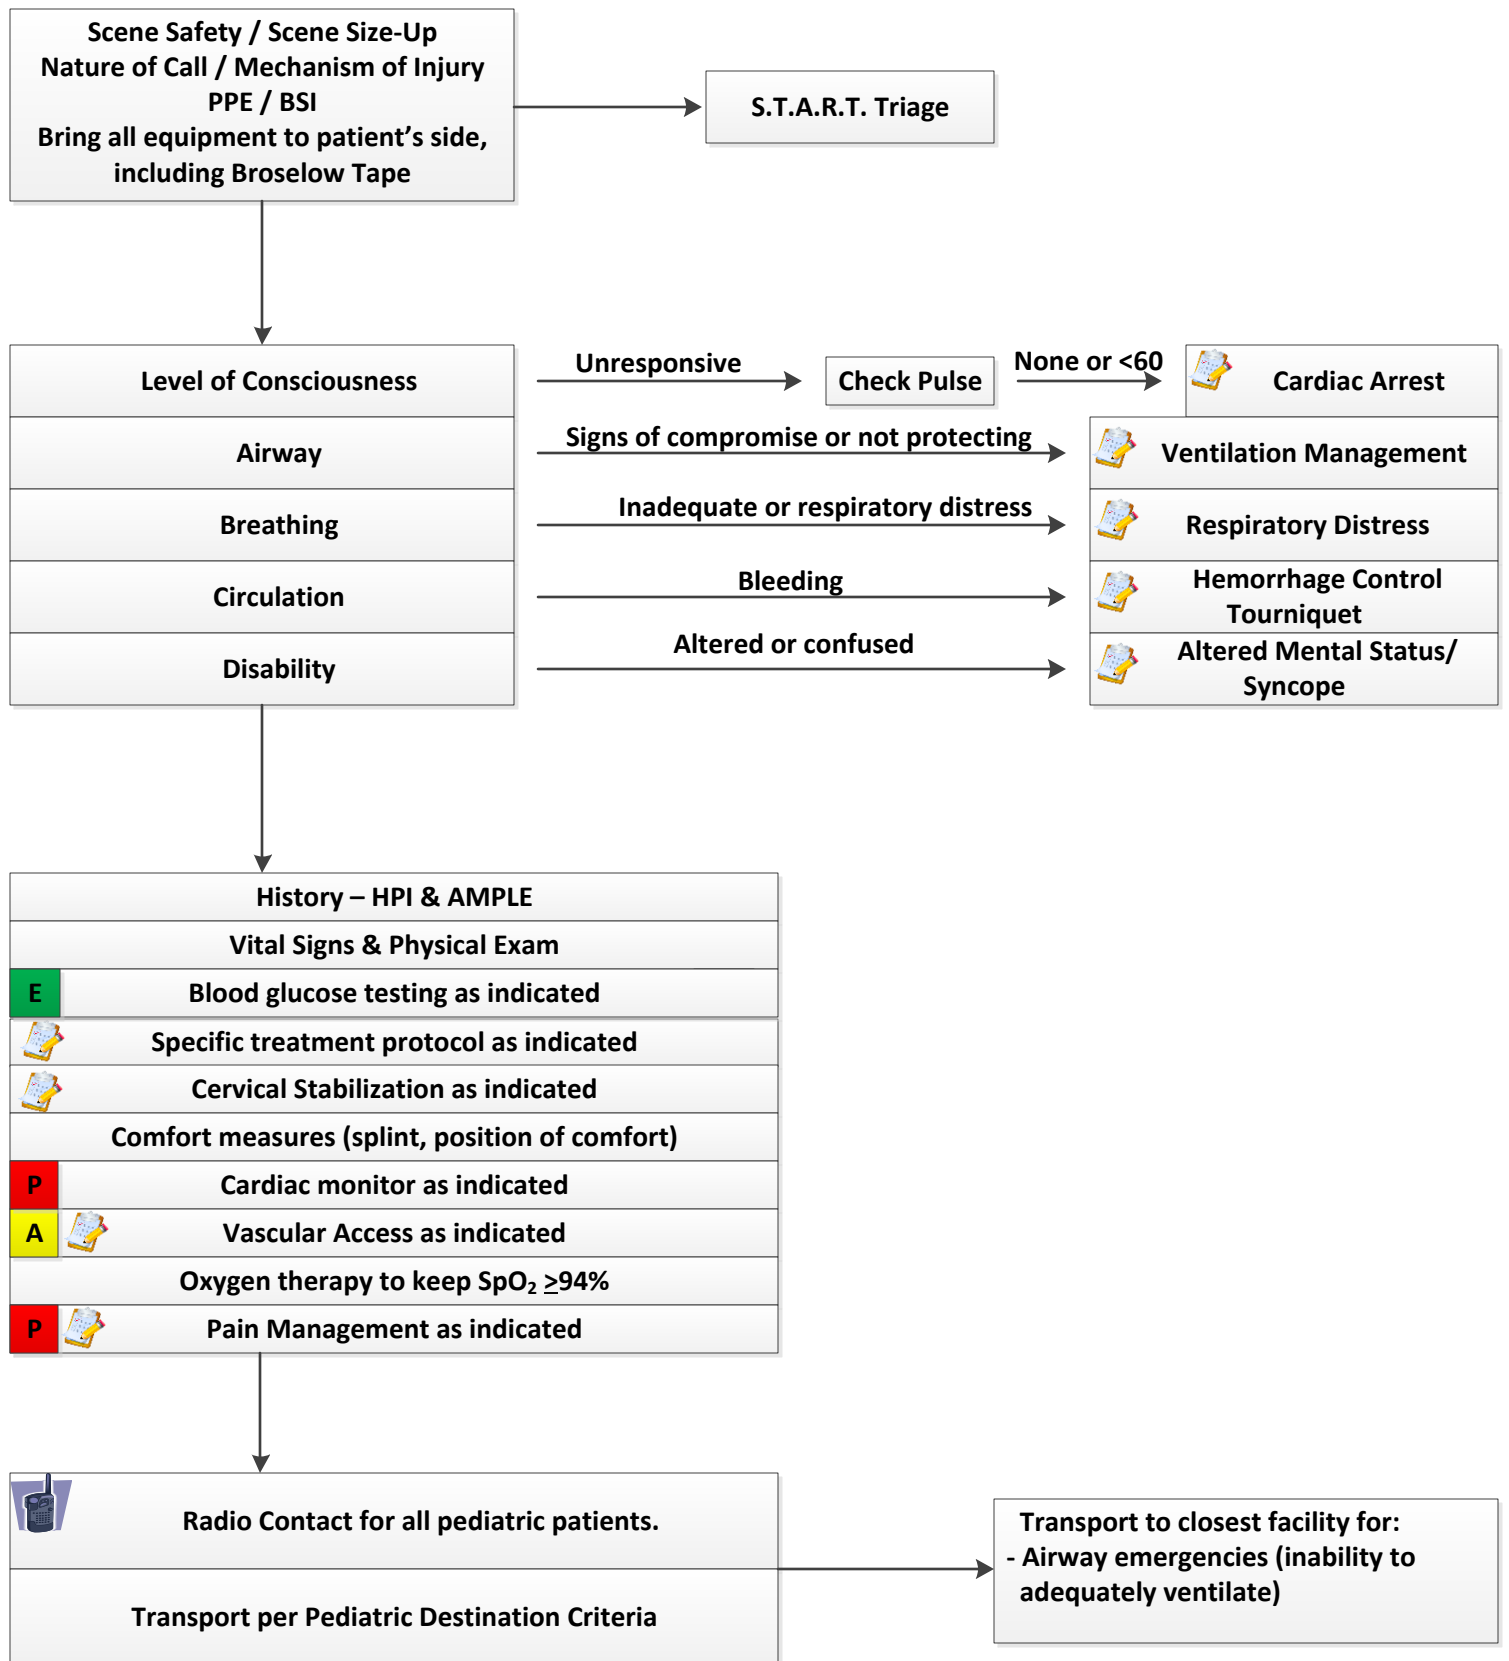 Scene Safety / Scene Size-Up
Nature of Call / Mechanism of Injury
PPE / BSI
Bring all equipment to patient’s side,
including Broselow Tape
S.T.A.R.T. Triage
Level of Consciousness
Unresponsive
Check Pulse
None or <60
Cardiac Arrest
Airway
Signs of compromise or not protecting
Ventilation Management
Breathing
Inadequate or respiratory distress
Respiratory Distress
Circulation
Bleeding
Hemorrhage Control
Tourniquet
Disability
Altered or confused
Altered Mental Status/
Syncope
History – HPI & AMPLE
Vital Signs & Physical Exam
E Blood glucose testing as indicated
Specific treatment protocol as indicated
Cervical Stabilization as indicated
Comfort measures (splint, position of comfort)
P Cardiac monitor as indicated
A Vascular Access as indicated
Oxygen therapy to keep SpO₂ ≥94%
P Pain Management as indicated
Radio Contact for all pediatric patients.
Transport per Pediatric Destination Criteria
Transport to closest facility for:
- Airway emergencies (inability to
adequately ventilate)